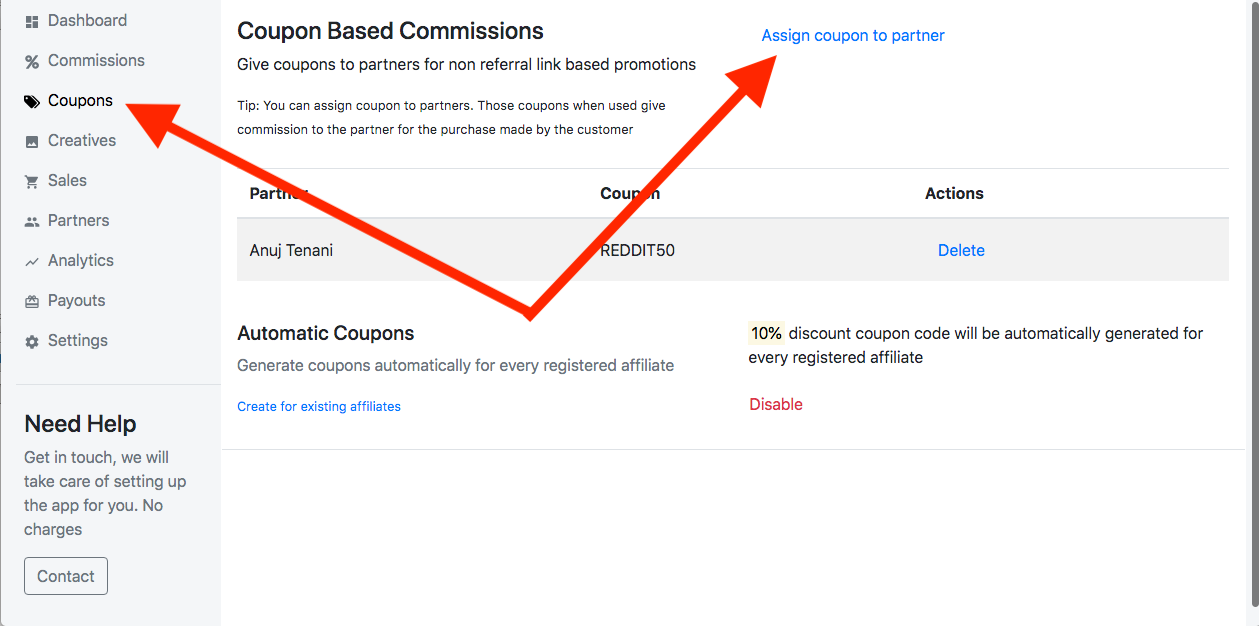 Dashboard
Commissions
Coupons
Creatives
Sales
Partners
Analytics
Payouts
Settings
Need Help
Get in touch, we will
take care of setting up
the app for you. No
charges
Contact
Coupon Based Commissions
Assign coupon to partner
Give coupons to partners for non referral link based promotions
Tip: You can assign coupon to partners. Those coupons when used give
commission to the partner for the purchase made by the customer
Partner Coupon Actions
Anuj Tenani REDDIT50 Delete
Automatic Coupons
Generate coupons automatically for every registered affiliate
Create for existing affiliates
10% discount coupon code will be automatically generated for
every registered affiliate
Disable